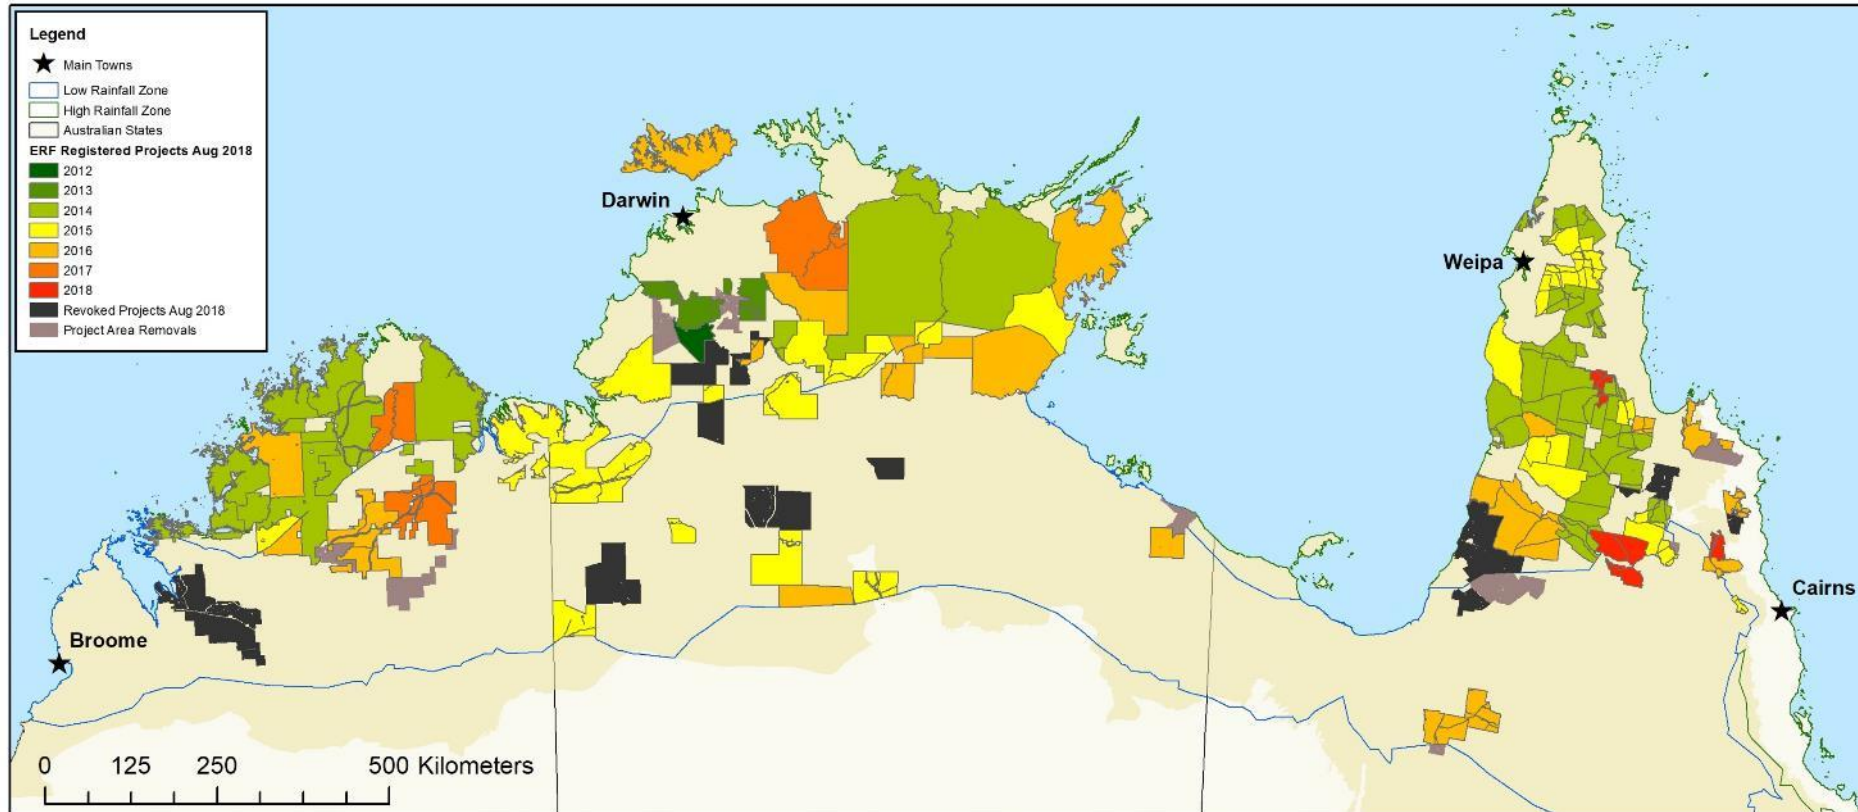 Legend
Main Towns
Low Rainfall Zone
High Rainfall Zone
Australian States
ERF Registered Projects Aug 2018
2012
2013
2014
2015
2016
2017
2018
Revoked Projects Aug 2018
Project Area Removals
Darwin
Weipa
Cairns
Broome
0 125 250 500 Kilometers